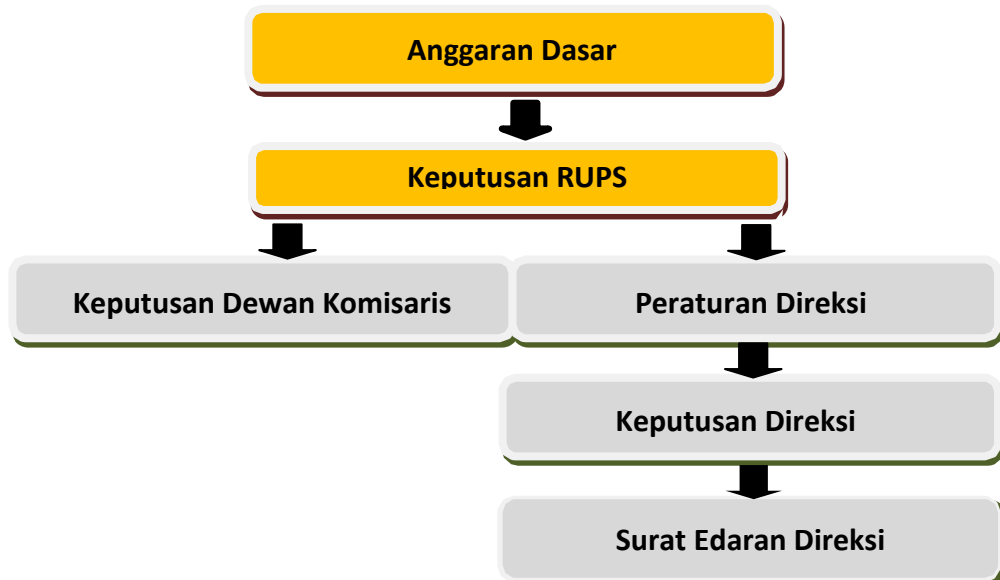 Anggaran Dasar
Keputusan RUPS
Keputusan Dewan Komisaris
Peraturan Direksi
Keputusan Direksi
Surat Edaran Direksi